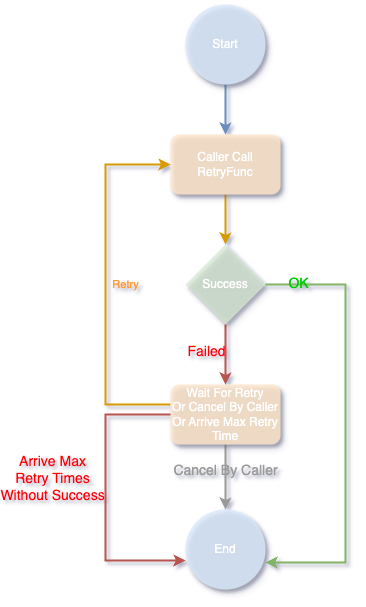 Start
Caller Call
RetryFunc
Retry
Success
OK
Failed
Wait For Retry
Or Cancel By Caller
Or Arrive Max Retry
Time
Arrive Max
Retry Times
Without Success
Cancel By Caller
End